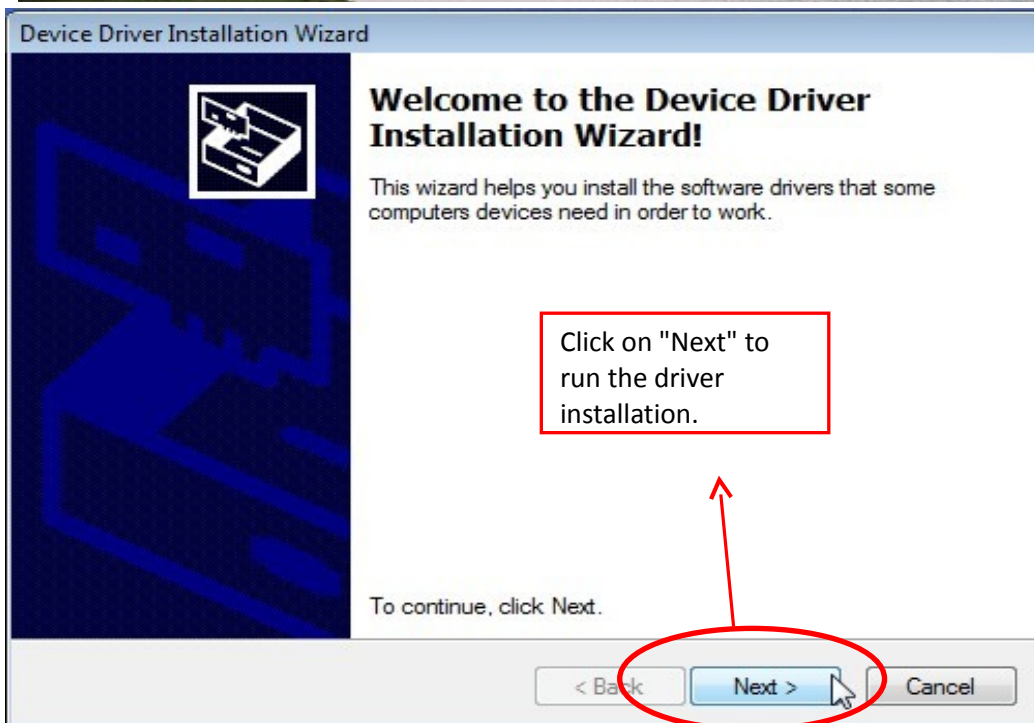 Device Driver Installation Wizard
Welcome to the Device Driver
Installation Wizard!
This wizard helps you install the software drivers that some
computers devices need in order to work.
Click on "Next" to
run the driver
installation.
To continue, click Next.
< Back Next > Cancel